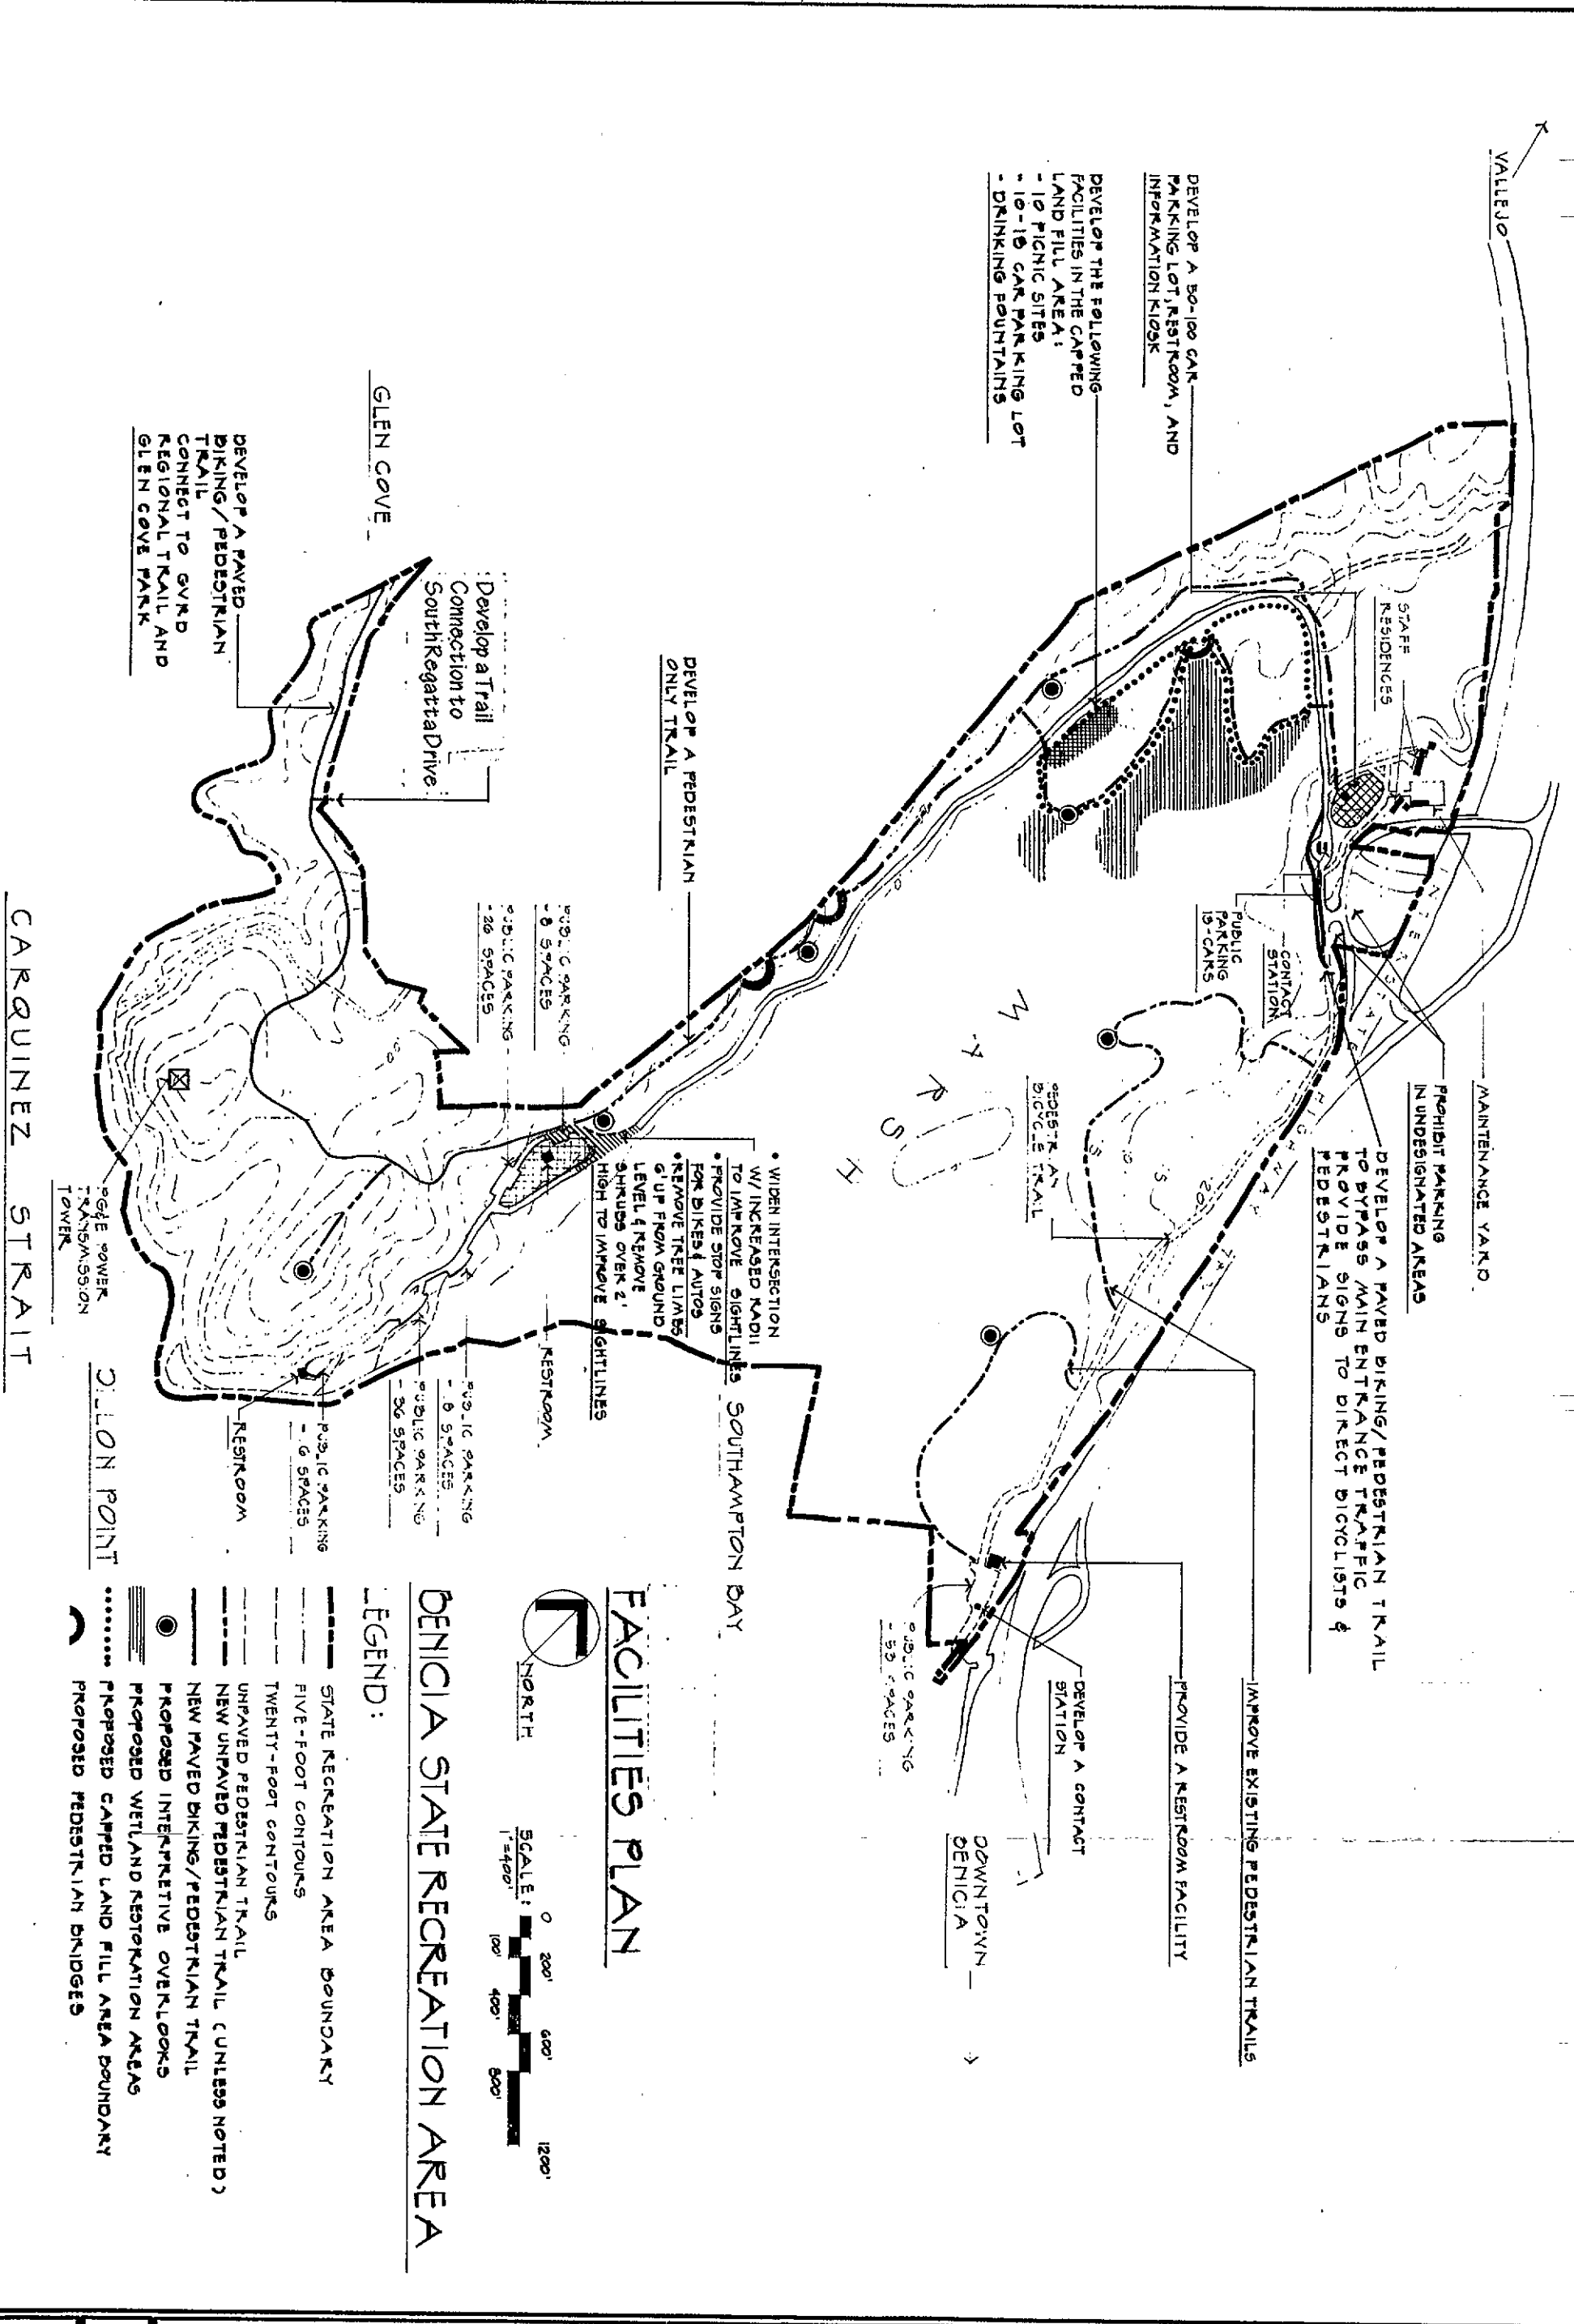 VALLEJO
DEVELOP A 50-100 CAR
PARKING LOT, RESTROOM, AND
INFORMATION KIOSK
DEVELOP THE FOLLOWING
FACILITIES IN THE CAPPED
LAND FILL AREA:
- 10 PICNIC SITES
- 10-15 CAR PARKING LOT
- DRINKING FOUNTAINS
STAFF
RESIDENCES
MAINTENANCE YARD
PROHIBIT PARKING
IN UNDESIGNATED AREAS
DEVELOP A PAVED BIKING/PEDESTRIAN TRAIL
TO BYPASS MAIN ENTRANCE TRAFFIC
PROVIDE SIGNS TO DIRECT BICYCLISTS &
PEDESTRIANS
CONTACT
STATION
PUBLIC
PARKING
15-CARS
INTERSTATE HIGHWAY
MARSH
PEDESTRIAN
BICYCLE TRAIL
IMPROVE EXISTING PEDESTRIAN TRAILS
PROVIDE A RESTROOM FACILITY
DEVELOP A CONTACT
STATION
DOWNTOWN
BENICIA
PUBLIC PARKING
GLEN COVE
DEVELOP A PAVED
BIKING/PEDESTRIAN
TRAIL
CONNECT TO GVRD
REGIONAL TRAIL AND
GLEN COVE PARK
Develop a Trail
Connection to
South Regatta Drive
DEVELOP A PEDESTRIAN
ONLY TRAIL
PUBLIC PARKING
- 8 SPACES
PUBLIC PARKING
- 26 SPACES
• WIDEN INTERSECTION
W/ INCREASED RADII
TO IMPROVE SIGHTLINES
• PROVIDE STOP SIGNS
FOR BIKES & AUTOS
• REMOVE TREE LIMBS
6' UP FROM GROUND
LEVEL & REMOVE
SHRUBS OVER 2'
HIGH TO IMPROVE SIGHTLINES
RESTROOM
SOUTHAMPTON BAY
PUBLIC PARKING
- 8 SPACES
PUBLIC PARKING
- 36 SPACES
PUBLIC PARKING
RESTROOM
PG&E POWER
TRANSMISSION
TOWER
DILLON POINT
CARQUINEZ STRAIT
FACILITIES PLAN
NORTH
SCALE:
1"=400'
0 200' 400' 600' 800' 1200'
100'
BENICIA STATE RECREATION AREA
LEGEND:
STATE RECREATION AREA BOUNDARY
FIVE-FOOT CONTOURS
TWENTY-FOOT CONTOURS
UNPAVED PEDESTRIAN TRAIL
NEW UNPAVED PEDESTRIAN TRAIL (UNLESS NOTED)
NEW PAVED BIKING/PEDESTRIAN TRAIL
PROPOSED INTERPRETIVE OVERLOOKS
PROPOSED WETLAND RESTORATION AREAS
PROPOSED CAPPED LAND FILL AREA BOUNDARY
PROPOSED PEDESTRIAN BRIDGES